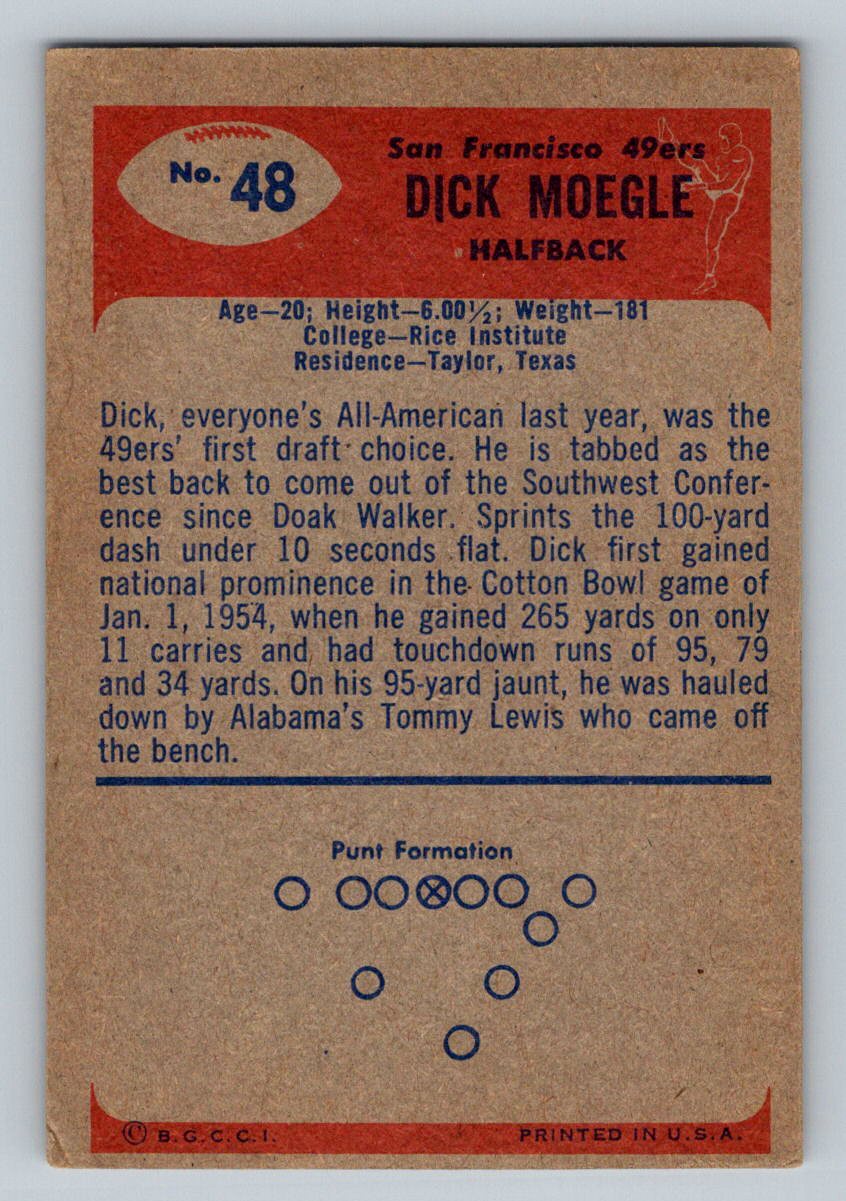 No. 48
San Francisco 49ers
DICK MOEGLE
HALFBACK
Age—20; Height—6.00½; Weight—181
College—Rice Institute
Residence—Taylor, Texas
Dick, everyone's All-American last year, was the
49ers' first draft choice. He is tabbed as the
best back to come out of the Southwest Confer-
ence since Doak Walker. Sprints the 100-yard
dash under 10 seconds flat. Dick first gained
national prominence in the Cotton Bowl game of
Jan. 1, 1954, when he gained 265 yards on only
11 carries and had touchdown runs of 95, 79
and 34 yards. On his 95-yard jaunt, he was hauled
down by Alabama's Tommy Lewis who came off
the bench.
Punt Formation
© B.G.C.C.I.
PRINTED IN U.S.A.